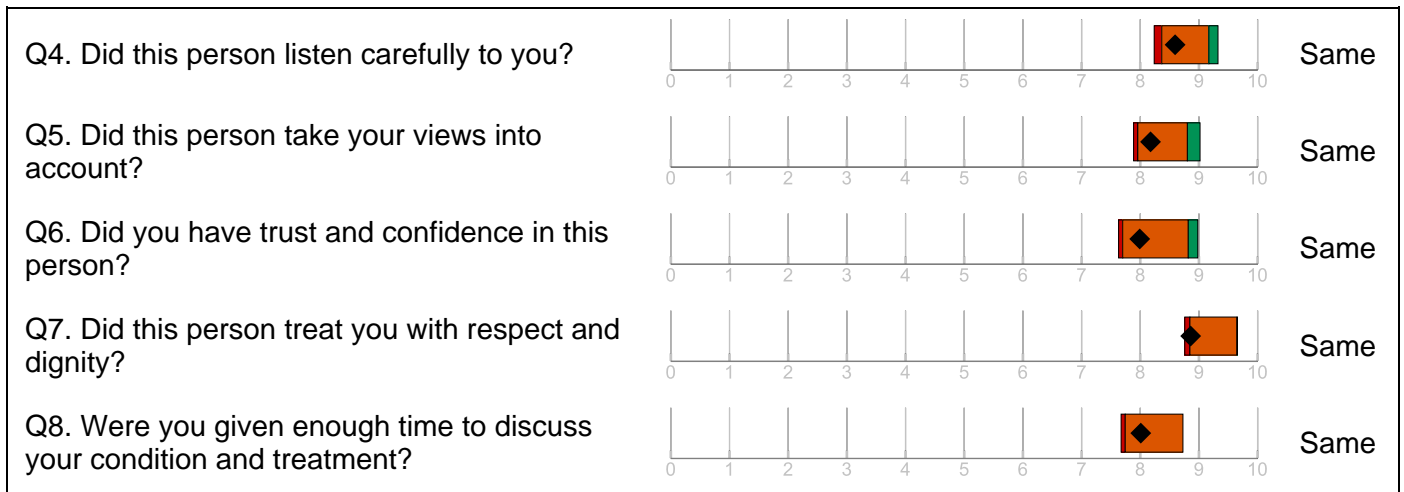 Q4. Did this person listen carefully to you?
Same
0 1 2 3 4 5 6 7 8 9 10
Q5. Did this person take your views into
account?
Same
0 1 2 3 4 5 6 7 8 9 10
Q6. Did you have trust and confidence in this
person?
Same
0 1 2 3 4 5 6 7 8 9 10
Q7. Did this person treat you with respect and
dignity?
Same
0 1 2 3 4 5 6 7 8 9 10
Q8. Were you given enough time to discuss
your condition and treatment?
Same
0 1 2 3 4 5 6 7 8 9 10